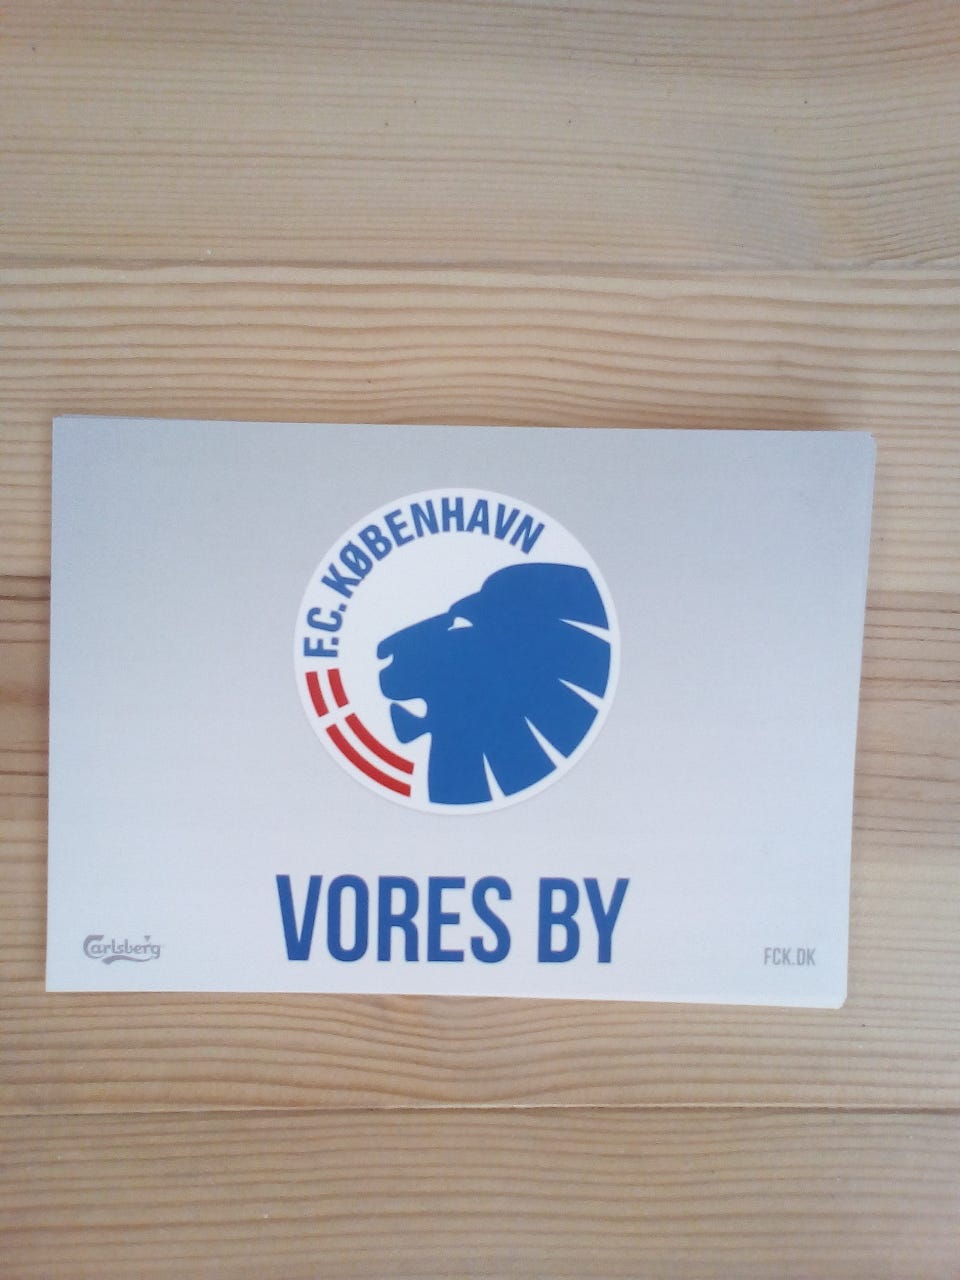 F.C. KØBENHAVN
VORES BY
Carlsberg
FCK.DK